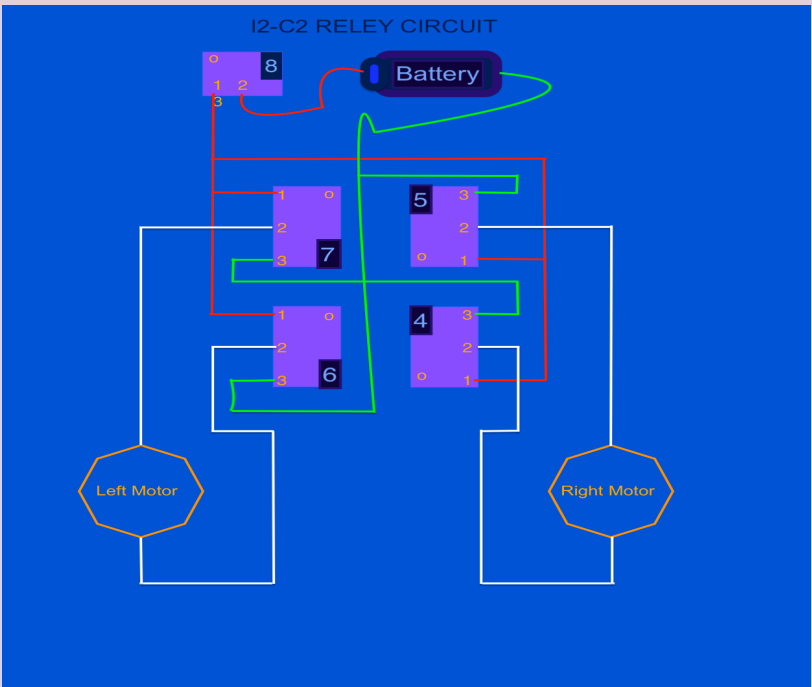 I2-C2 RELEY CIRCUIT
o
8
1 2
3
Battery
1 o
2
3 7
5 3
2
o 1
1 o
2
3 6
4 3
2
o 1
Left Motor
Right Motor